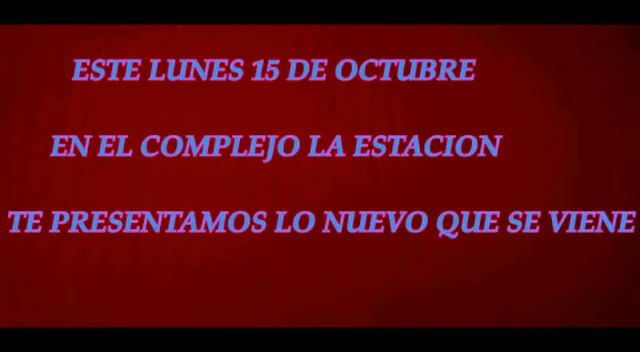 ESTE LUNES 15 DE OCTUBRE
EN EL COMPLEJO LA ESTACION
TE PRESENTAMOS LO NUEVO QUE SE VIENE